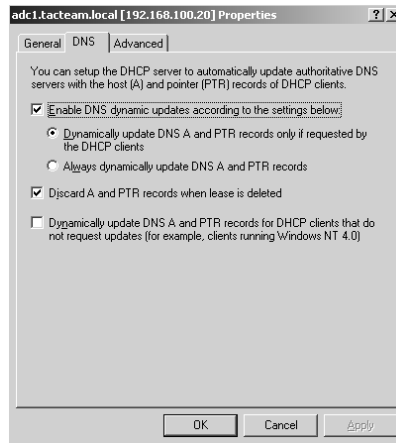 adc1.tacteam.local [192.168.100.20] Properties
General DNS Advanced
You can setup the DHCP server to automatically update authoritative DNS
servers with the host (A) and pointer (PTR) records of DHCP clients.
Enable DNS dynamic updates according to the settings below:
Dynamically update DNS A and PTR records only if requested by
the DHCP clients
Always dynamically update DNS A and PTR records
Discard A and PTR records when lease is deleted
Dynamically update DNS A and PTR records for DHCP clients that do
not request updates (for example, clients running Windows NT 4.0)
OK Cancel Apply